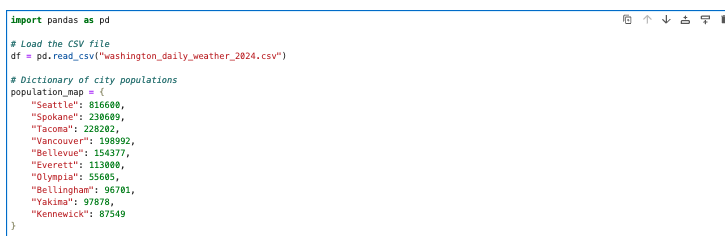 import pandas as pd
# Load the CSV file
df = pd.read_csv("washington_daily_weather_2024.csv")
# Dictionary of city populations
population_map = {
    "Seattle": 816600,
    "Spokane": 230609,
    "Tacoma": 228202,
    "Vancouver": 198992,
    "Bellevue": 154377,
    "Everett": 113000,
    "Olympia": 55605,
    "Bellingham": 96701,
    "Yakima": 97878,
    "Kennewick": 87549
}